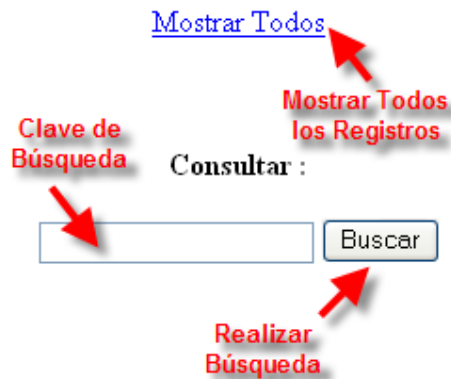 Mostrar Todos
Mostrar Todos
los Registros
Clave de
Búsqueda
Consultar :
Buscar
Realizar
Búsqueda